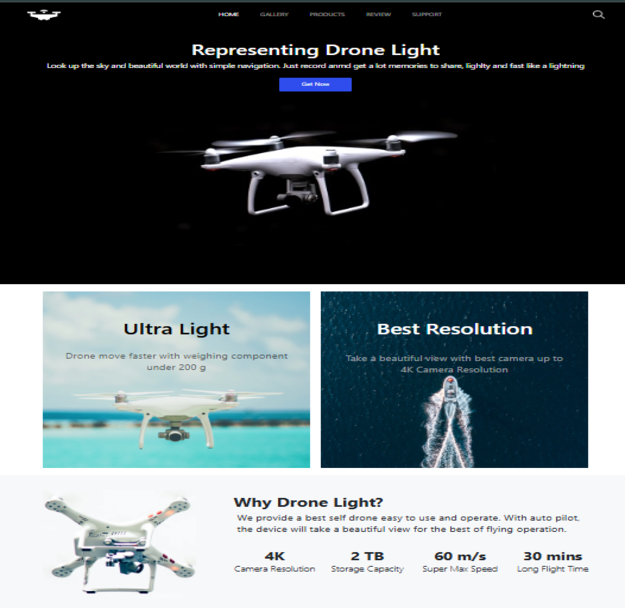 HOME GALLERY PRODUCTS REVIEW SUPPORT
Representing Drone Light
Look up the sky and beautiful world with simple navigation. Just record anmd get a lot memories to share, lighlty and fast like a lightning
Get Now
Ultra Light
Drone move faster with weighing component
under 200 g
Best Resolution
Take a beautiful view with best camera up to
4K Camera Resolution
Why Drone Light?
We provide a best self drone easy to use and operate. With auto pilot,
the device will take a beautiful view for the best of flying operation.
4K 2 TB 60 m/s 30 mins
Camera Resolution Storage Capacity Super Max Speed Long Flight Time